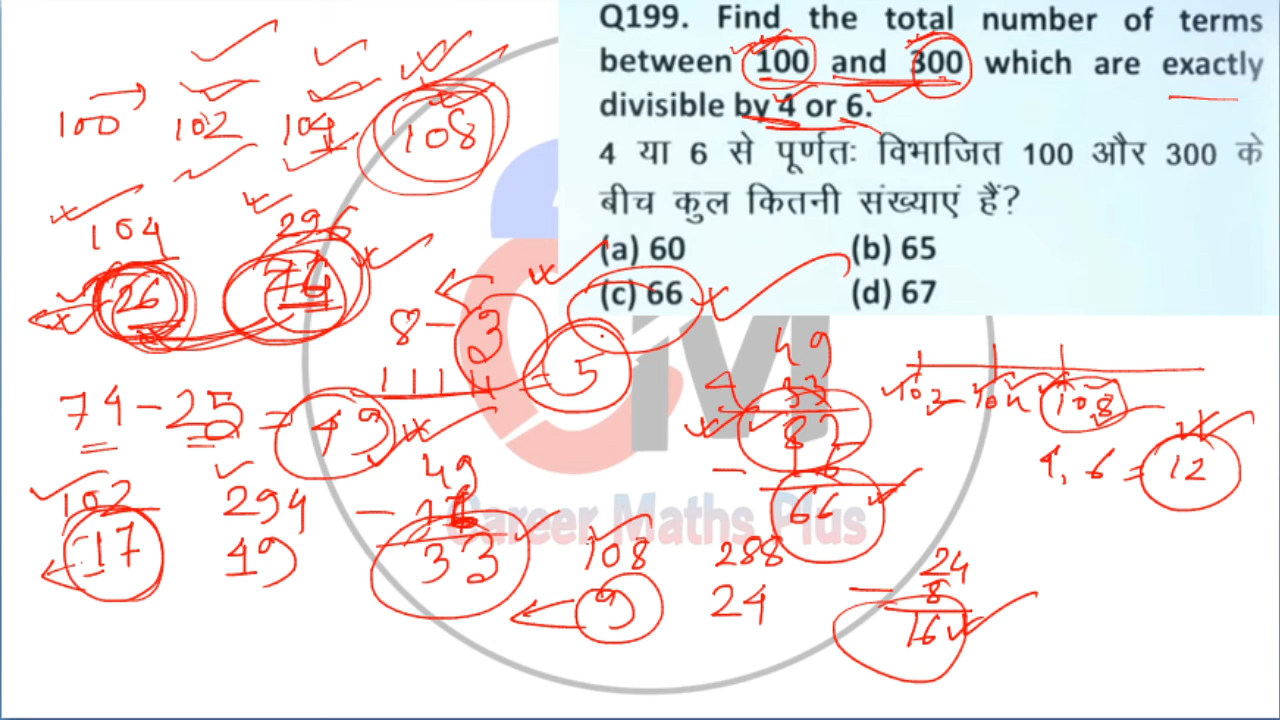 Q199. Find the total number of terms
between 100 and 300 which are exactly
divisible by 4 or 6.
4 या 6 से पूर्णतः विभाजित 100 और 300 के
बीच कुल कितनी संख्याएं हैं?
(a) 60 (b) 65
(c) 66 (d) 67
100 102 104 108
104 296
26 74
8 - 3 = 5
74 - 25 = 49
102 294
17 49
49
- 16
33
108 288
9 24
24
- 8
16
49
33
82
- 16
66
102 104 108
4, 6 = 12
Career Maths Plus